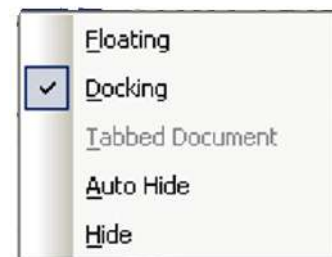 Floating
Docking
Tabbed Document
Auto Hide
Hide